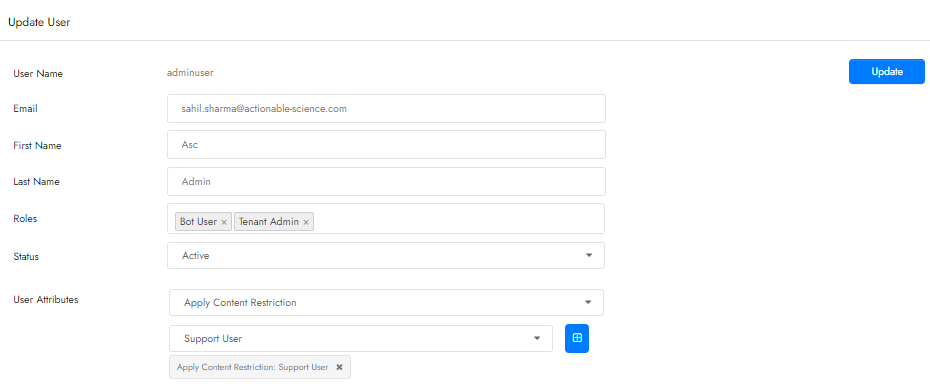 Update User
User Name adminuser Update
Email sahil.sharma@actionable-science.com
First Name Asc
Last Name Admin
Roles Bot User × Tenant Admin ×
Status Active
User Attributes Apply Content Restriction
Support User
Apply Content Restriction: Support User ✖